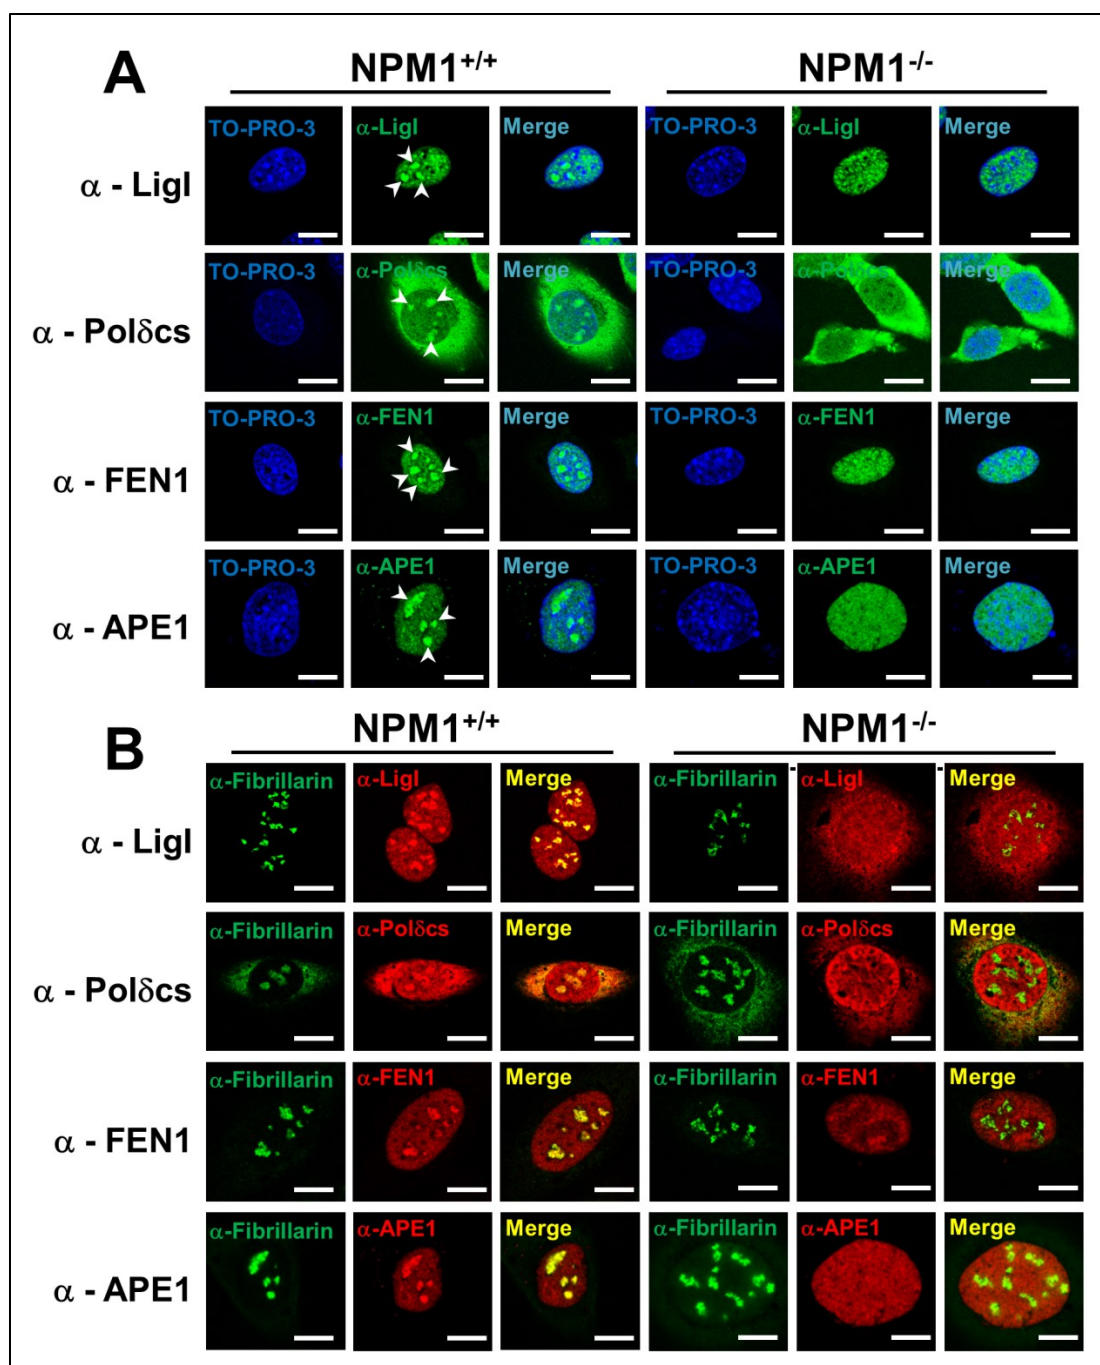 A
NPM1+/+ NPM1-/-
α - LigI
TO-PRO-3 α-LigI Merge TO-PRO-3 α-LigI Merge
α - Polδcs
TO-PRO-3 α-Polδcs Merge TO-PRO-3 α-Polδcs Merge
α - FEN1
TO-PRO-3 α-FEN1 Merge TO-PRO-3 α-FEN1 Merge
α - APE1
TO-PRO-3 α-APE1 Merge TO-PRO-3 α-APE1 Merge
B
NPM1+/+ NPM1-/-
α - LigI
α-Fibrillarin α-LigI Merge α-Fibrillarin α-LigI Merge
α - Polδcs
α-Fibrillarin α-Polδcs Merge α-Fibrillarin α-Polδcs Merge
α - FEN1
α-Fibrillarin α-FEN1 Merge α-Fibrillarin α-FEN1 Merge
α - APE1
α-Fibrillarin α-APE1 Merge α-Fibrillarin α-APE1 Merge